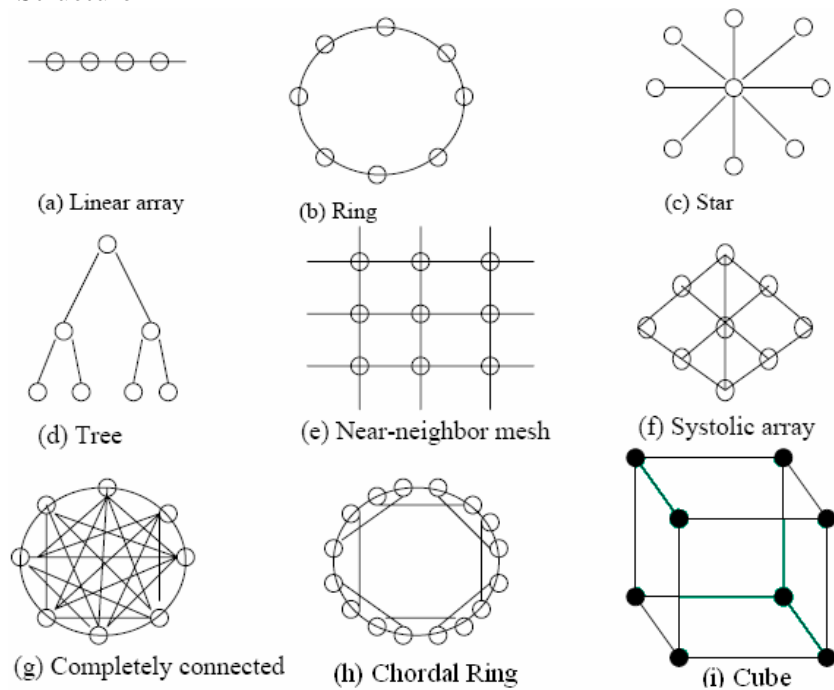 (a) Linear array
(b) Ring
(c) Star
(d) Tree
(e) Near-neighbor mesh
(f) Systolic array
(g) Completely connected
(h) Chordal Ring
(i) Cube